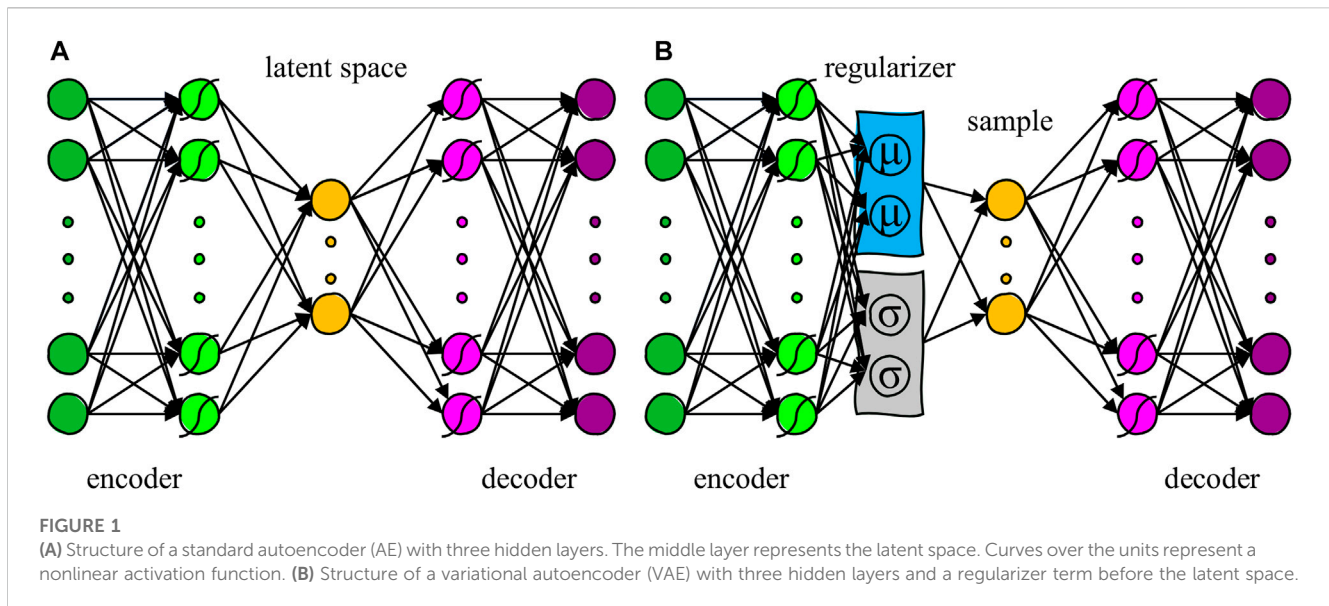 A
B
latent space
regularizer
sample
μ
μ
σ
σ
encoder
decoder
encoder
decoder
FIGURE 1
(A) Structure of a standard autoencoder (AE) with three hidden layers. The middle layer represents the latent space. Curves over the units represent a
nonlinear activation function. (B) Structure of a variational autoencoder (VAE) with three hidden layers and a regularizer term before the latent space.